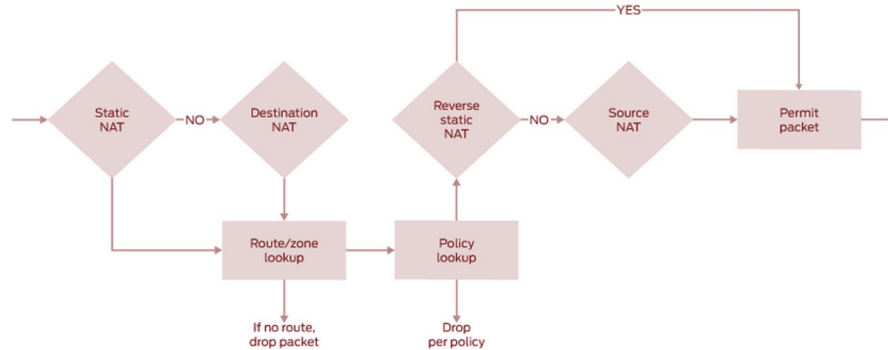 YES
Static
NAT
NO
Destination
NAT
Reverse
static
NAT
NO
Source
NAT
Permit
packet
Route/zone
lookup
Policy
lookup
If no route,
drop packet
Drop
per policy